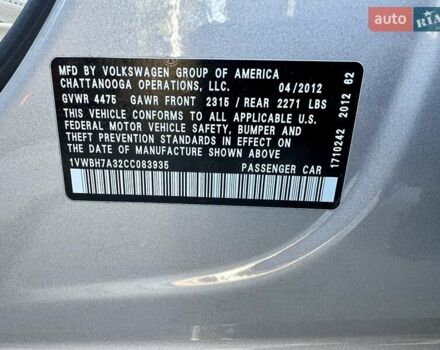 auto RIA
MFD BY VOLKSWAGEN GROUP OF AMERICA
CHATTANOOGA OPERATIONS, LLC. 04/2012
GVWR 4475 GAWR FRONT 2315 / REAR 2271 LBS
THIS VEHICLE CONFORMS TO ALL APPLICABLE U.S.
FEDERAL MOTOR VEHICLE SAFETY, BUMPER AND
THEFT PREVENTION STANDARDS IN EFFECT ON THE
DATE OF MANUFACTURE SHOWN ABOVE
1VWBH7A32CC083935 PASSENGER CAR
1710242 2012 62